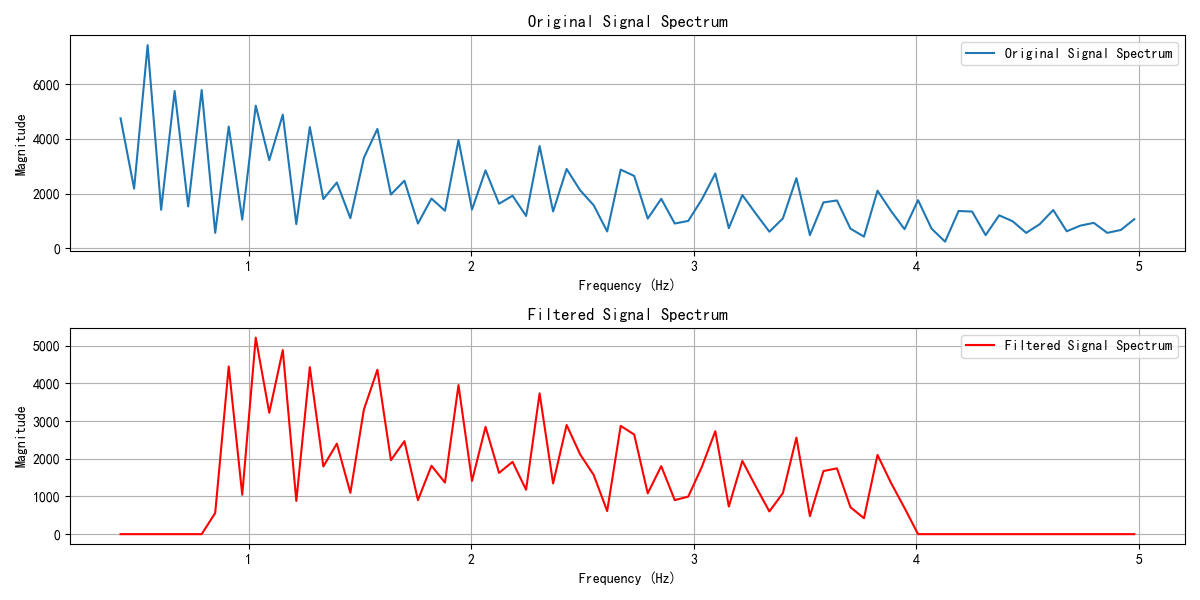 Original Signal Spectrum
Original Signal Spectrum
6000
4000
2000
0
Magnitude
1 2 3 4 5
Frequency (Hz)
Filtered Signal Spectrum
Filtered Signal Spectrum
5000
4000
3000
2000
1000
0
Magnitude
1 2 3 4 5
Frequency (Hz)